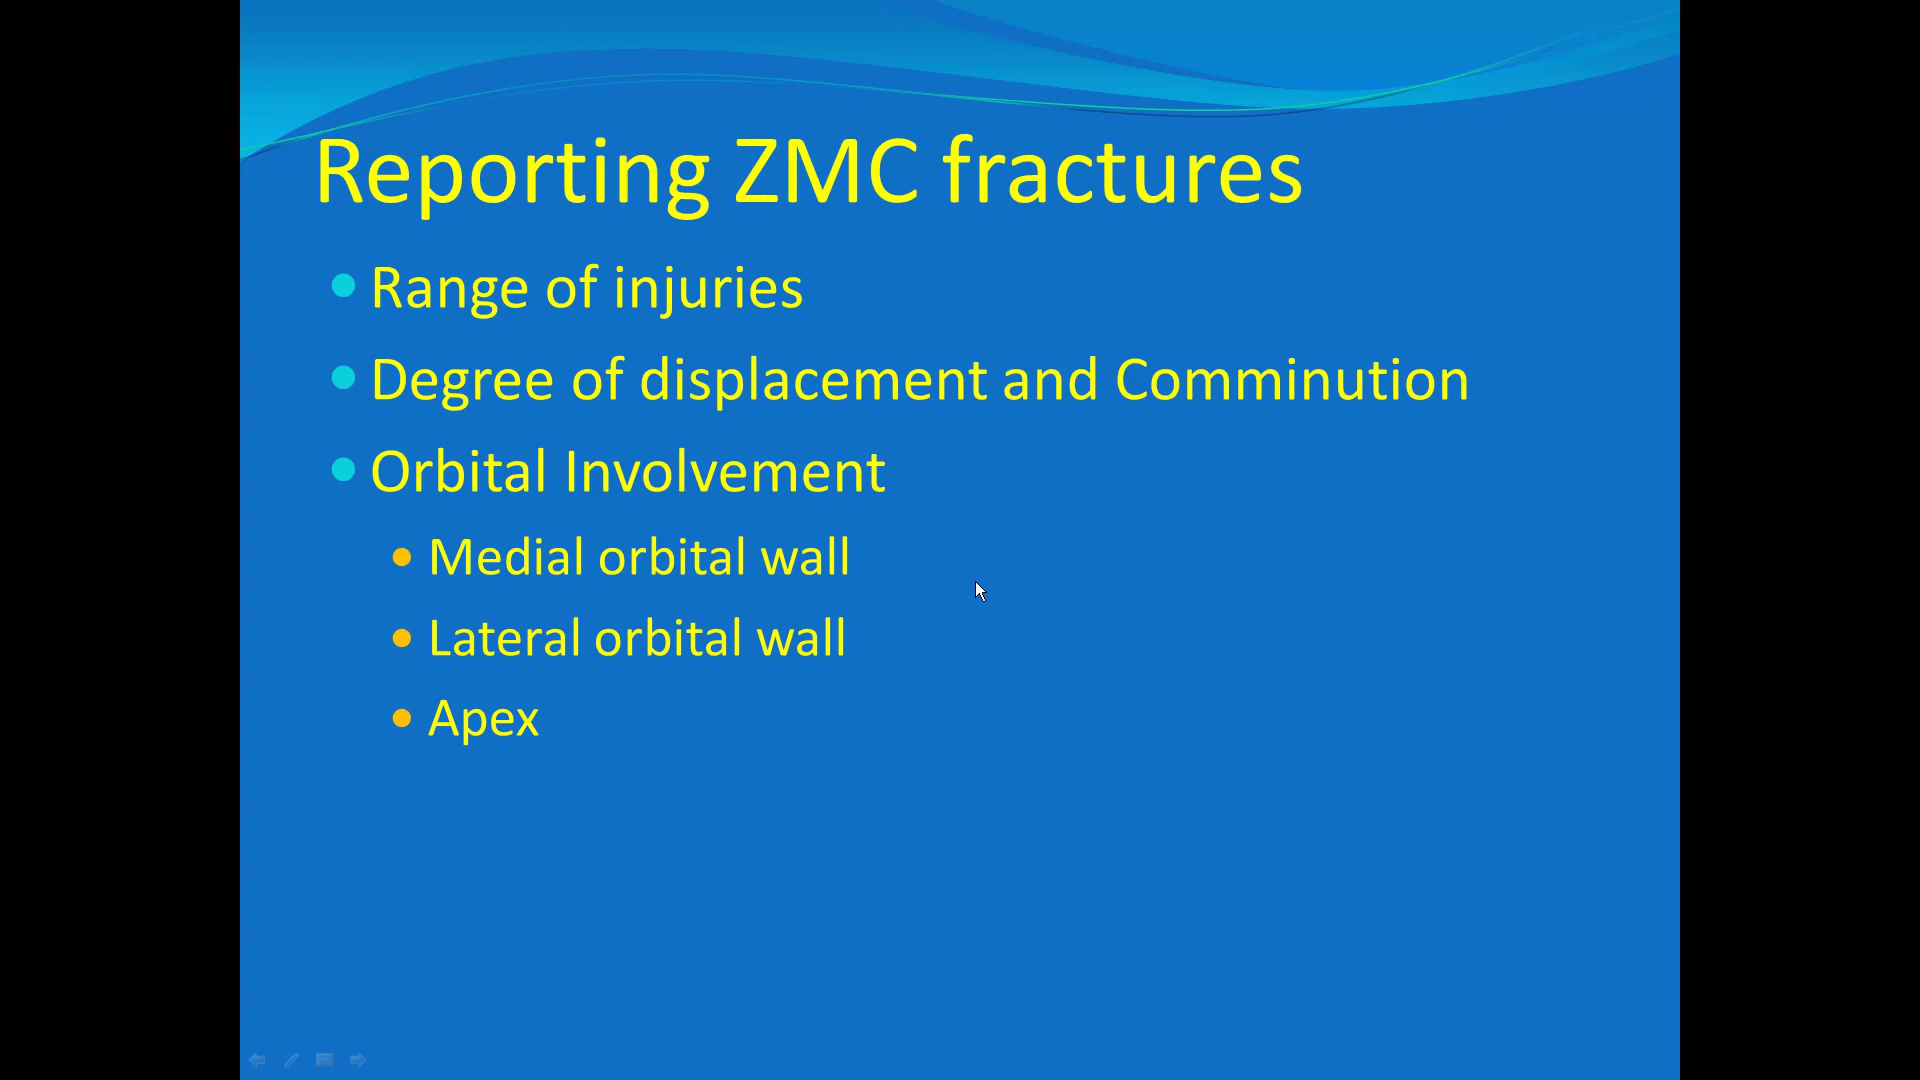 Reporting ZMC fractures
Range of injuries
Degree of displacement and Comminution
Orbital Involvement
Medial orbital wall
Lateral orbital wall
Apex